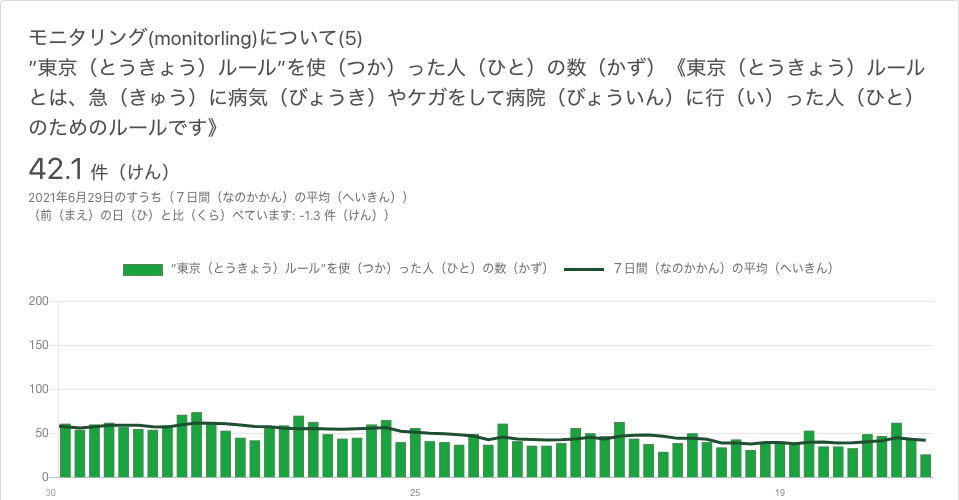 モニタリング(monitorling)について(5)
”東京（とうきょう）ルール”を使（つか）った人（ひと）の数（かず）《東京（とうきょう）ルール
とは、急（きゅう）に病気（びょうき）やケガをして病院（びょういん）に行（い）った人（ひと）
のためのルールです》
42.1 件（けん）
2021年6月29日のすうち（７日間（なのかかん）の平均（へいきん））
（前（まえ）の日（ひ）と比（くら）べています: -1.3 件（けん））
”東京（とうきょう）ルール”を使（つか）った人（ひと）の数（かず） ７日間（なのかかん）の平均（へいきん）
200
150
100
50
0
30 25 19